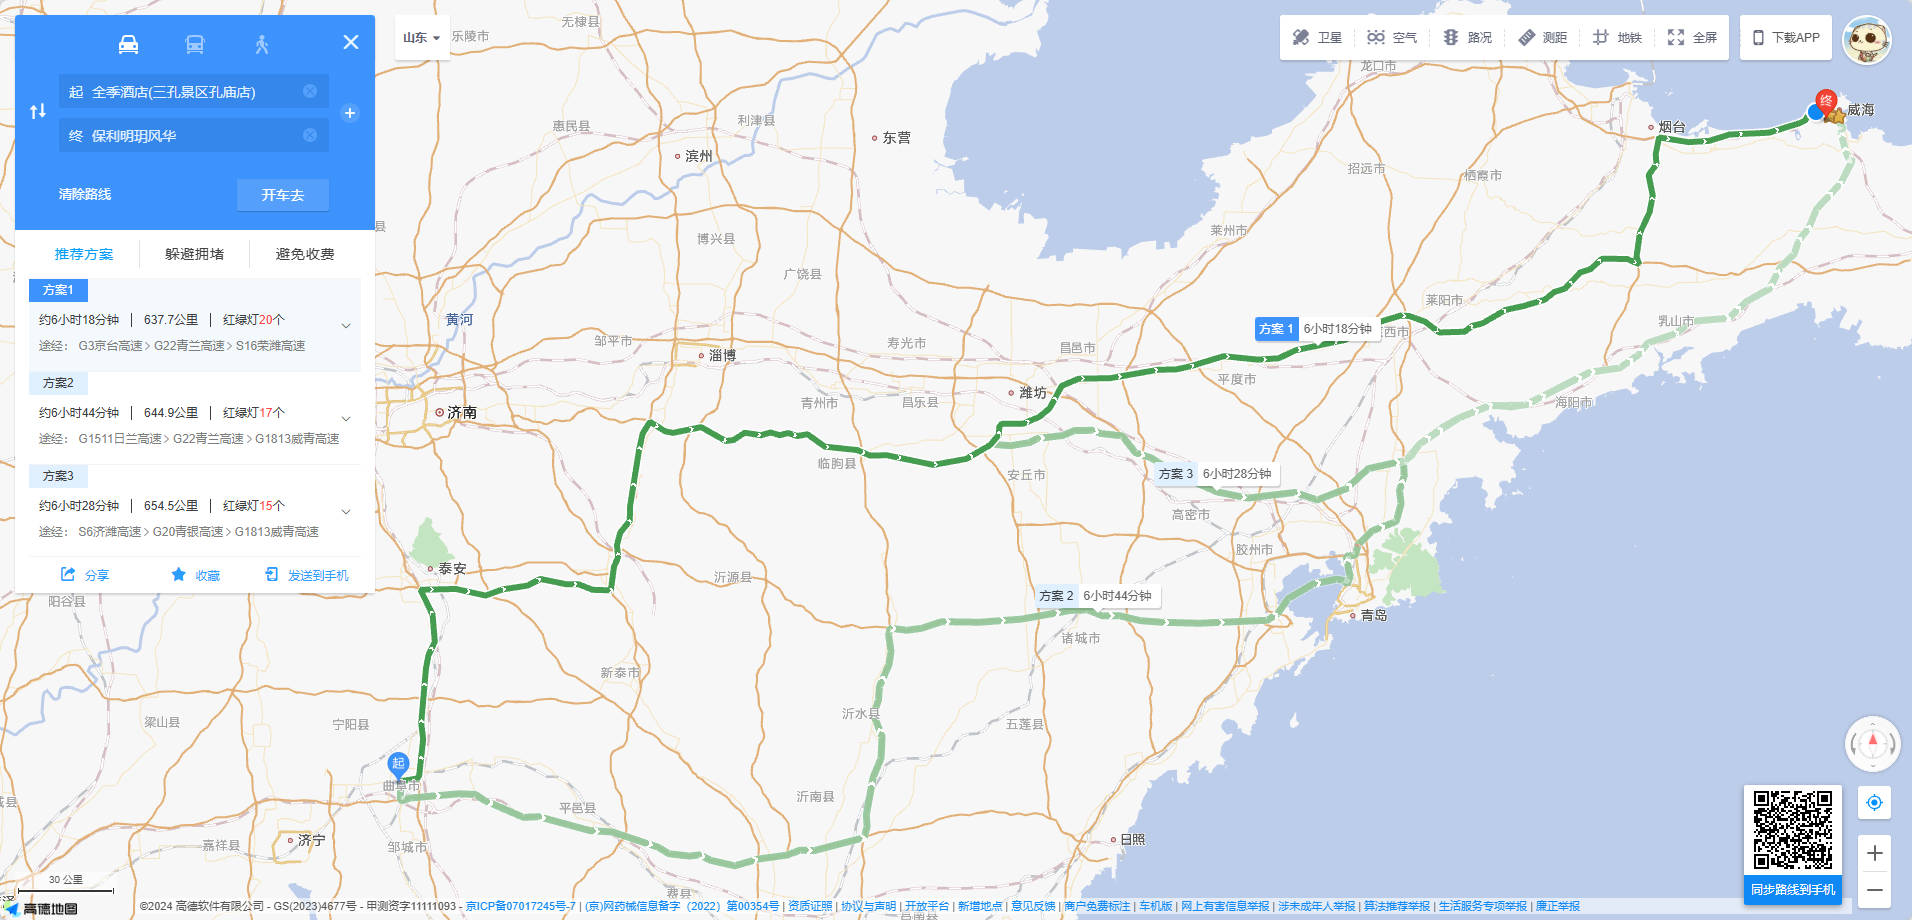 起 全季酒店(三孔景区孔庙店)
终 保利明玥风华
清除路线
开车去
推荐方案
躲避拥堵
避免收费
方案1
约6小时18分钟 | 637.7公里 | 红绿灯20个
途经： G3京台高速 > G22青兰高速 > S16荣潍高速
方案2
约6小时44分钟 | 644.9公里 | 红绿灯17个
途经： G1511日兰高速 > G22青兰高速 > G1813威青高速
方案3
约6小时28分钟 | 654.5公里 | 红绿灯15个
途经： S6济潍高速 > G20青银高速 > G1813威青高速
分享
收藏
发送到手机
山东
卫星
空气
路况
测距
地铁
全屏
下载APP
无棣县
乐陵市
龙口市
终
威海
烟台
惠民县
利津县
东营
滨州
招远市
栖霞市
县
博兴县
莱州市
广饶县
莱阳市
黄河
乳山市
方案 1 6小时18分钟
西市
邹平市
淄博
寿光市
昌邑市
平度市
潍坊
青州市
昌乐县
海阳市
济南
临朐县
安丘市
方案 3 6小时28分钟
高密市
胶州市
泰安
沂源县
阳谷县
方案 2 6小时44分钟
青岛
诸城市
新泰市
沂水县
梁山县
宁阳县
五莲县
起
曲阜市
沂南县
平邑县
城县
济宁
嘉祥县
邹城市
日照
费县
30 公里
高德地图
同步路线到手机
©2024 高德软件有限公司 - GS(2023)4677号 - 甲测资字11111093 - 京ICP备07017245号-7 | (京)网药械信息备字（2022）第00354号 | 资质证照 | 协议与声明 | 开放平台 | 新增地点 | 意见反馈 | 商户免费标注 | 车机版 | 网上有害信息举报 | 涉未成年人举报 | 算法推荐举报 | 生活服务专项举报 | 廉正举报